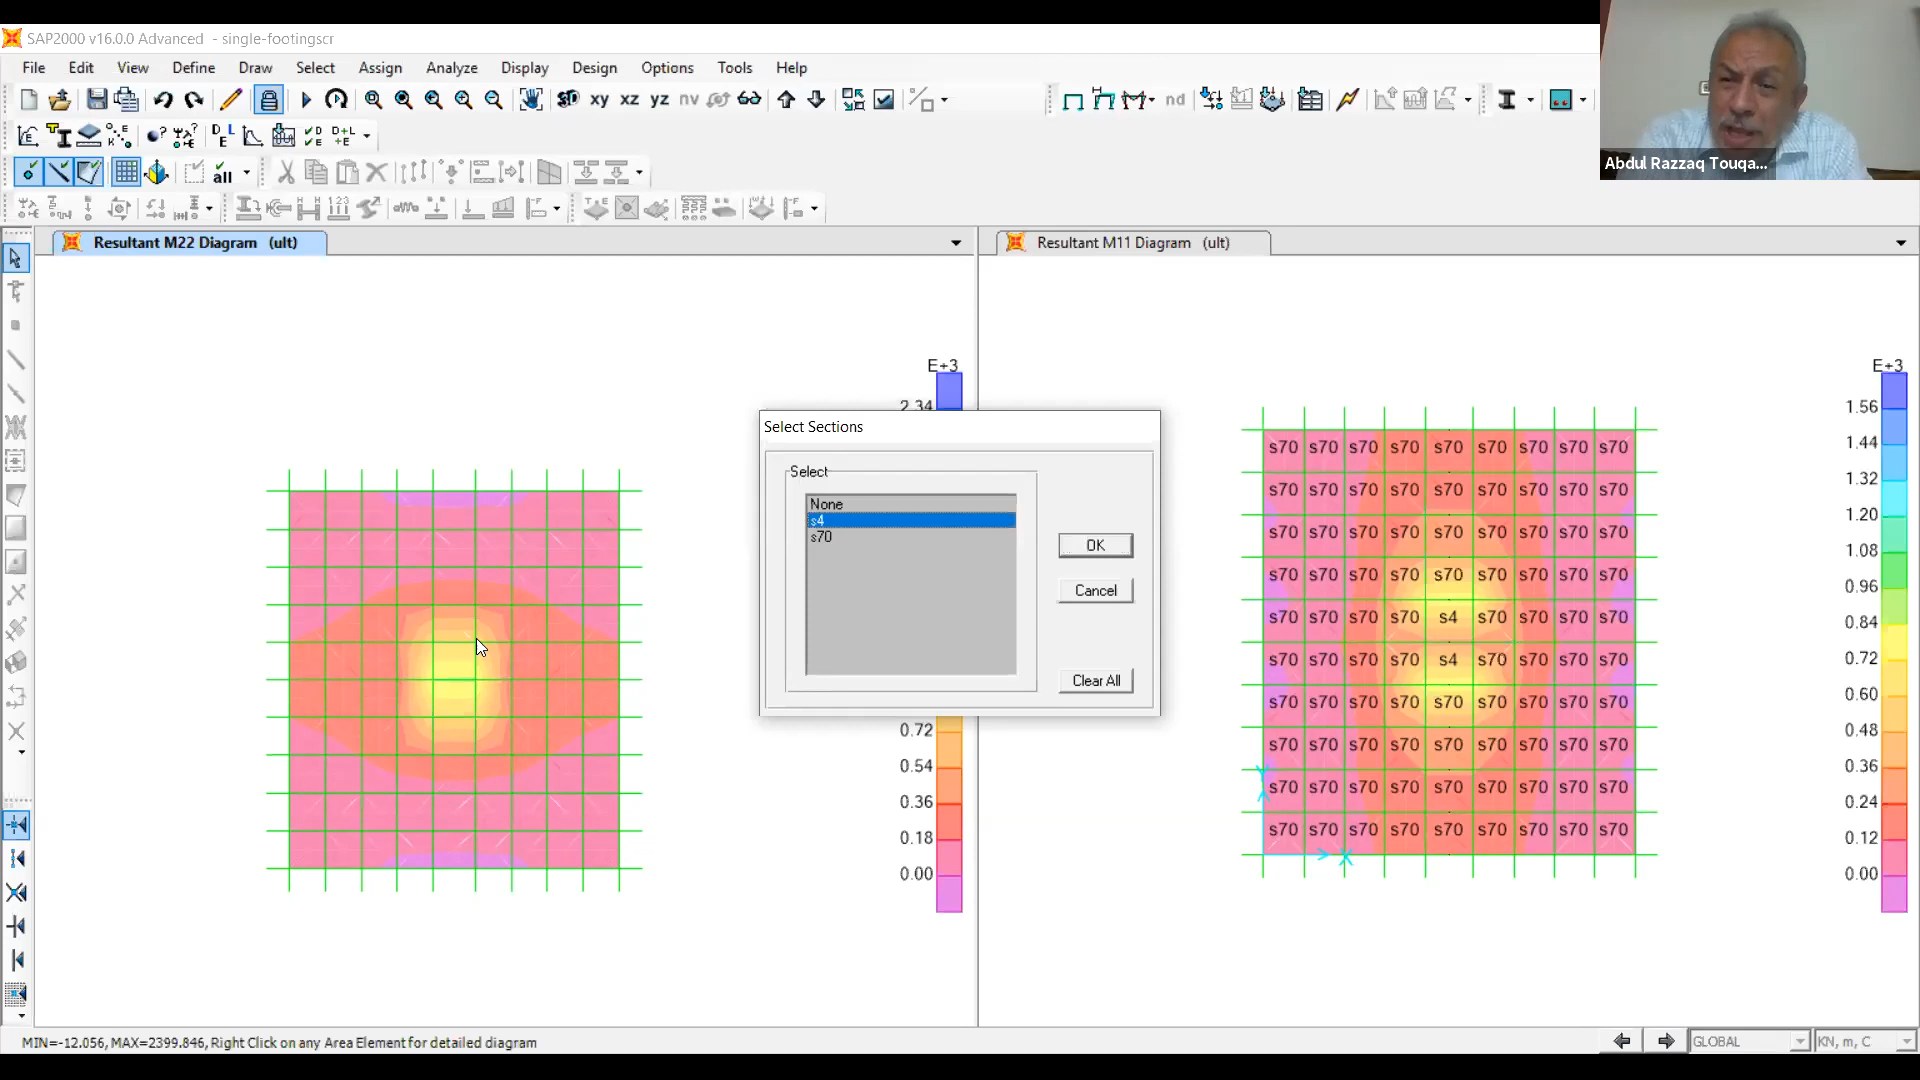 SAP2000 v16.0.0 Advanced - single-footingscr
File Edit View Define Draw Select Assign Analyze Display Design Options Tools Help
xy xz yz nv nd
all
Abdul Razzaq Touqa...
Resultant M22 Diagram (ult)
Resultant M11 Diagram (ult)
E+3
2.34
0.72
0.54
0.36
0.18
0.00
Select Sections
Select
None
s4
s70
OK
Cancel
Clear All
s70 s70 s70 s70 s70 s70 s70 s70 s70
s70 s70 s70 s70 s70 s70 s70 s70 s70
s70 s70 s70 s70 s70 s70 s70 s70 s70
s70 s70 s70 s70 s70 s70 s70 s70 s70
s70 s70 s70 s70 s4 s70 s70 s70 s70
s70 s70 s70 s70 s4 s70 s70 s70 s70
s70 s70 s70 s70 s70 s70 s70 s70 s70
s70 s70 s70 s70 s70 s70 s70 s70 s70
s70 s70 s70 s70 s70 s70 s70 s70 s70
s70 s70 s70 s70 s70 s70 s70 s70 s70
Y
X
E+3
1.56
1.44
1.32
1.20
1.08
0.96
0.84
0.72
0.60
0.48
0.36
0.24
0.12
0.00
MIN=-12.056, MAX=2399.846, Right Click on any Area Element for detailed diagram
GLOBAL
KN, m, C